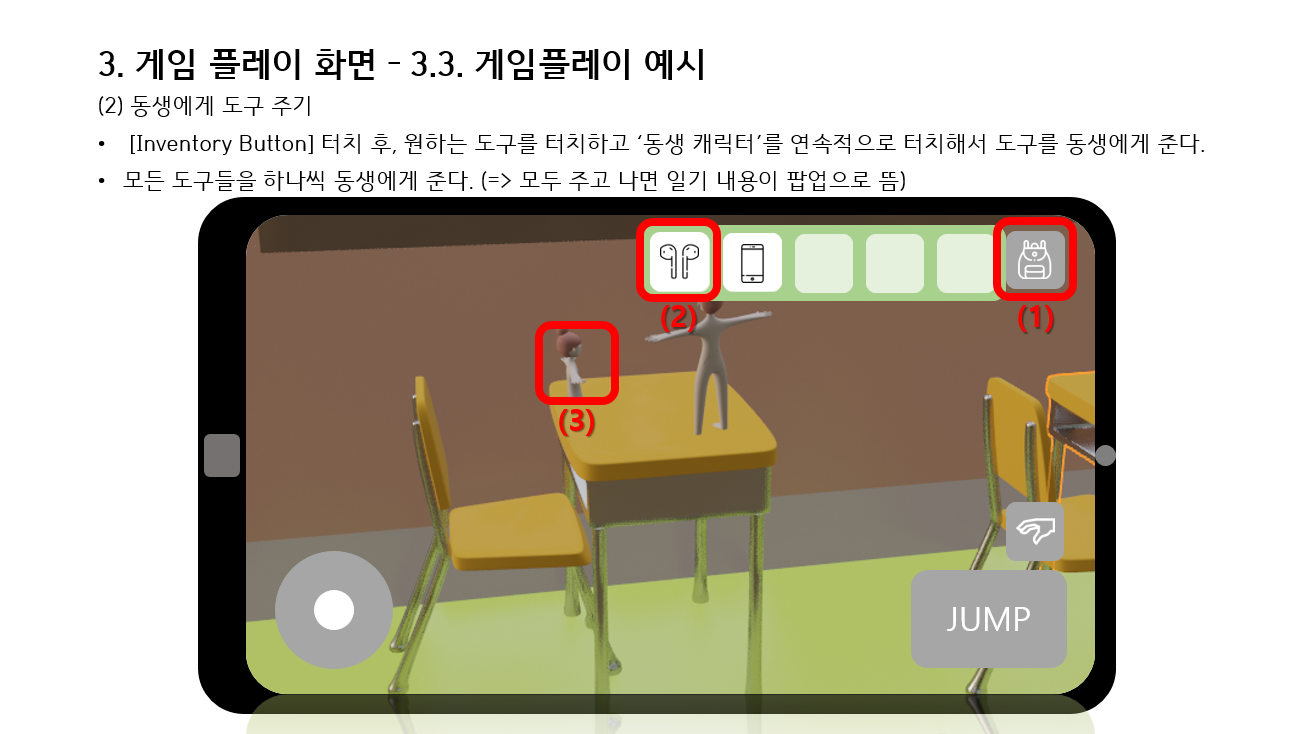 3. 게임 플레이 화면 - 3.3. 게임플레이 예시
(2) 동생에게 도구 주기
• [Inventory Button] 터치 후, 원하는 도구를 터치하고 ‘동생 캐릭터’를 연속적으로 터치해서 도구를 동생에게 준다.
• 모든 도구들을 하나씩 동생에게 준다. (=> 모두 주고 나면 일기 내용이 팝업으로 뜸)
(2)
(1)
(3)
JUMP